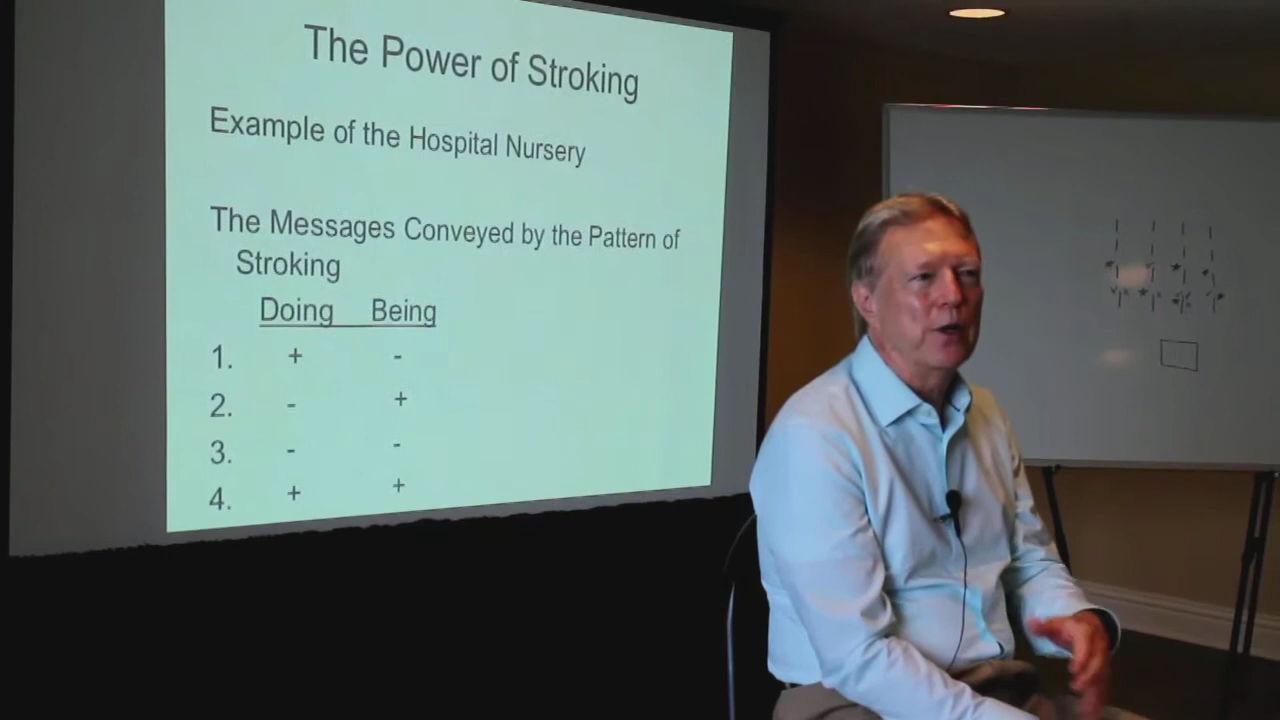 The Power of Stroking
Example of the Hospital Nursery
The Messages Conveyed by the Pattern of
Stroking
Doing Being
1. + -
2. - +
3. - -
4. + +